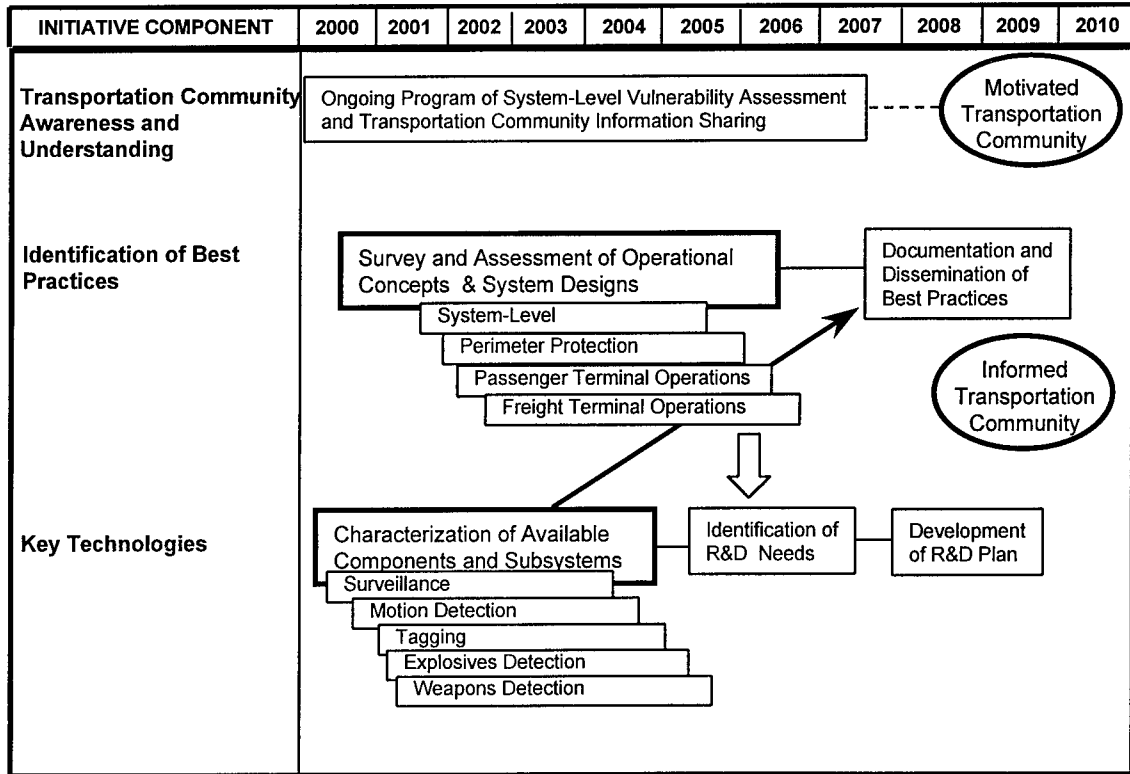 INITIATIVE COMPONENT 2000 2001 2002 2003 2004 2005 2006 2007 2008 2009 2010
Transportation Community
Awareness and
Understanding
Ongoing Program of System-Level Vulnerability Assessment
and Transportation Community Information Sharing
Motivated
Transportation
Community
Identification of Best
Practices
Survey and Assessment of Operational
Concepts & System Designs
System-Level
Perimeter Protection
Passenger Terminal Operations
Freight Terminal Operations
Documentation and
Dissemination of
Best Practices
Informed
Transportation
Community
Key Technologies
Characterization of Available
Components and Subsystems
Surveillance
Motion Detection
Tagging
Explosives Detection
Weapons Detection
Identification of
R&D Needs
Development
of R&D Plan